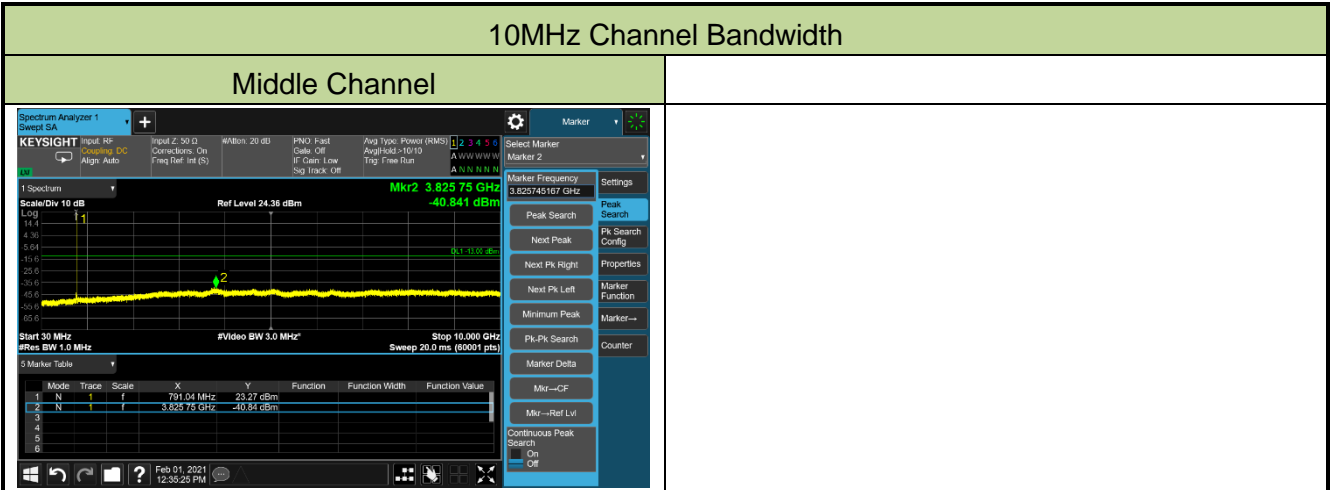 10MHz Channel Bandwidth
Middle Channel
Spectrum Analyzer 1
Swept SA
+
Marker
KEYSIGHT
Input: RF
Coupling: DC
Align: Auto
Input Z: 50 Ω
Corrections: On
Freq Ref: Int (S)
#Atten: 20 dB
PNO: Fast
Gate: Off
IF Gain: Low
Sig Track: Off
Avg Type: Power (RMS)
Avg|Hold:>10/10
Trig: Free Run
1 2 3 4 5 6
A W W W W W
A N N N N N
Select Marker
Marker 2
LXI
1 Spectrum
Mkr2 3.825 75 GHz
-40.841 dBm
Scale/Div 10 dB
Ref Level 24.36 dBm
Log
14.4
4.36
5.64
-15.6
-25.6
-35.6
-45.6
-55.6
-65.6
1
DL1 -13.00 dBm
2
Start 30 MHz
#Video BW 3.0 MHz*
Stop 10.000 GHz
#Res BW 1.0 MHz
Sweep 20.0 ms (60001 pts)
Marker Frequency
3.825745167 GHz
Peak Search
Next Peak
Next Pk Right
Next Pk Left
Minimum Peak
Pk-Pk Search
Marker Delta
Mkr→CF
Mkr→Ref Lvl
Continuous Peak
Search
On
Off
Settings
Peak
Search
Pk Search
Config
Properties
Marker
Function
Marker→
Counter
5 Marker Table
Mode Trace Scale X Y Function Function Width Function Value
1 N 1 f 791.04 MHz 23.27 dBm
2 N 1 f 3.825 75 GHz -40.84 dBm
3
4
5
6
?
Feb 01, 2021
12:35:25 PM